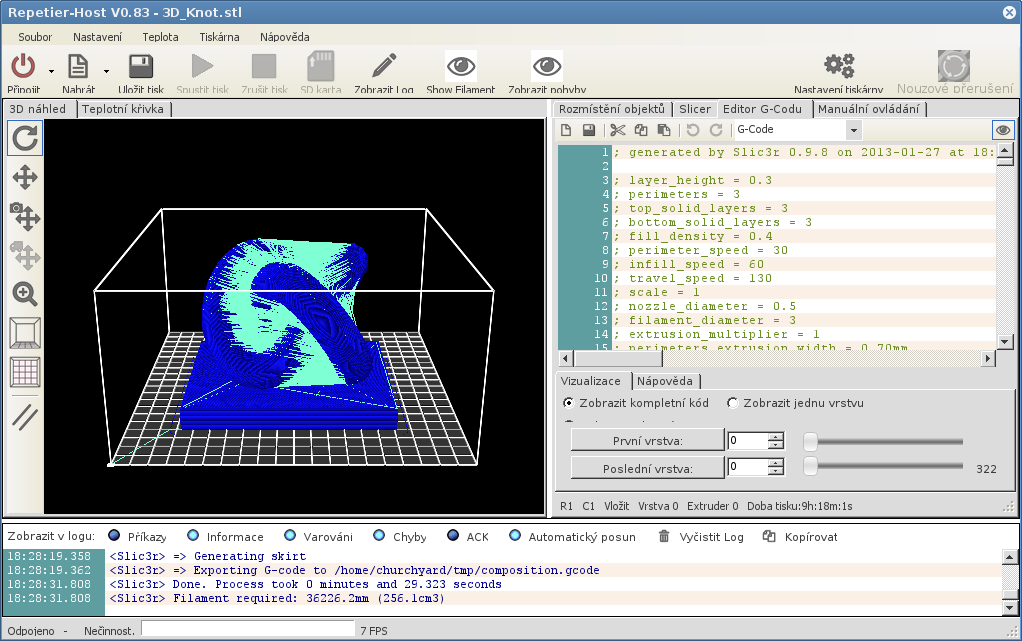 Repetier-Host V0.83 - 3D_Knot.stl
Soubor Nastavení Teplota Tiskárna Nápověda
Připojit Nahrát Uložit tisk Spustit tisk Zrušit tisk SD karta Zobrazit Log Show Filament Zobrazit pohyby Nastavení tiskárny Nouzové přerušení
3D náhled Teplotní křivka
Rozmístění objektů Slicer Editor G-Codu Manuální ovládání
G-Code
1 ; generated by Slic3r 0.9.8 on 2013-01-27 at 18:
2
3 ; layer_height = 0.3
4 ; perimeters = 3
5 ; top_solid_layers = 3
6 ; bottom_solid_layers = 3
7 ; fill_density = 0.4
8 ; perimeter_speed = 30
9 ; infill_speed = 60
10 ; travel_speed = 130
11 ; scale = 1
12 ; nozzle_diameter = 0.5
13 ; filament_diameter = 3
14 ; extrusion_multiplier = 1
15 ; perimeters extrusion width = 0.70mm
Vizualizace Nápověda
Zobrazit kompletní kód Zobrazit jednu vrstvu
První vrstva: 0
Poslední vrstva: 0 322
R1 C1 Vložit Vrstva 0 Extruder 0 Doba tisku:9h:18m:1s
Zobrazit v logu: Příkazy Informace Varováni Chyby ACK Automatický posun Vyčistit Log Kopírovat
18:28:19.358 <Slic3r> => Generating skirt
18:28:19.362 <Slic3r> => Exporting G-code to /home/churchyard/tmp/composition.gcode
18:28:31.808 <Slic3r> Done. Process took 0 minutes and 29.323 seconds
18:28:31.808 <Slic3r> Filament required: 36226.2mm (256.1cm3)
Odpojeno - Nečinnost. 7 FPS